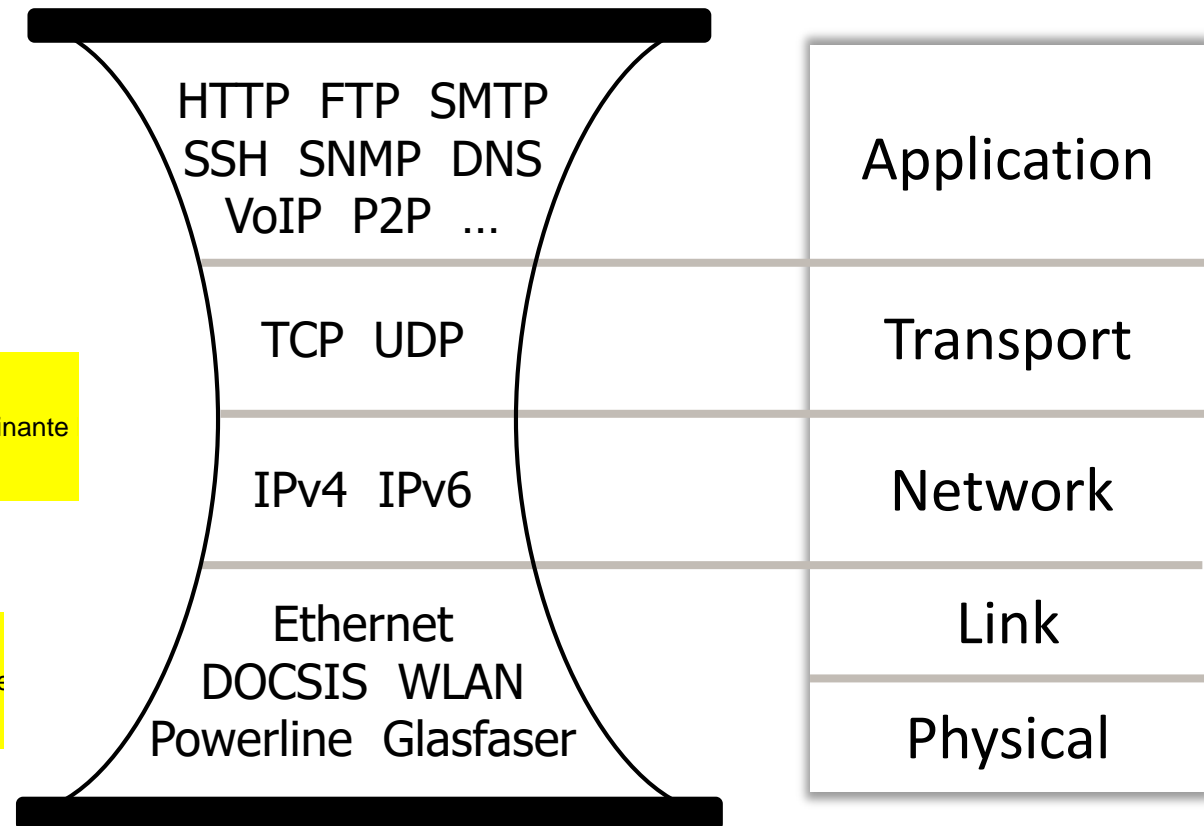 HTTP FTP SMTP
SSH SNMP DNS
VoIP P2P ...
Application
TCP UDP
Transport
IPv4 IPv6
Network
Ethernet
DOCSIS WLAN
Powerline Glasfaser
Link
Physical